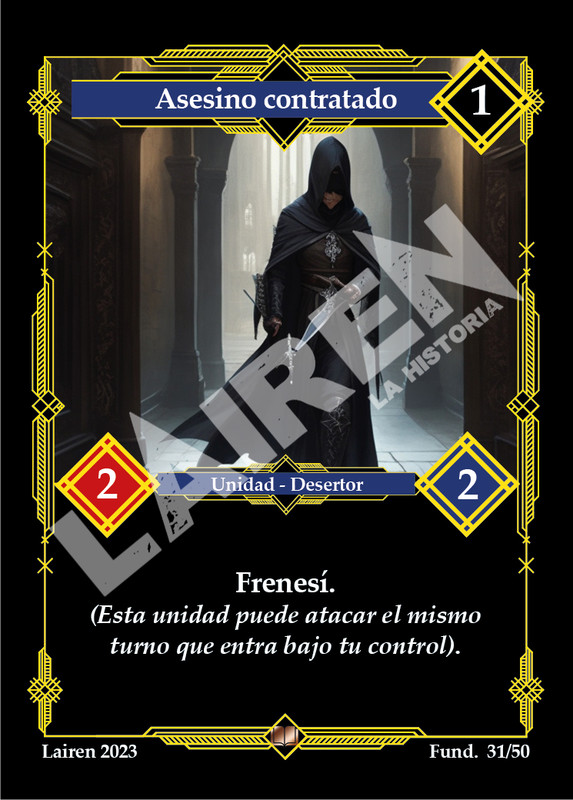 Asesino contratado
1
2
Unidad - Desertor
2
Frenesí.
(Esta unidad puede atacar el mismo
turno que entra bajo tu control).
LAIREN
LA HISTORIA
Lairen 2023
Fund. 31/50